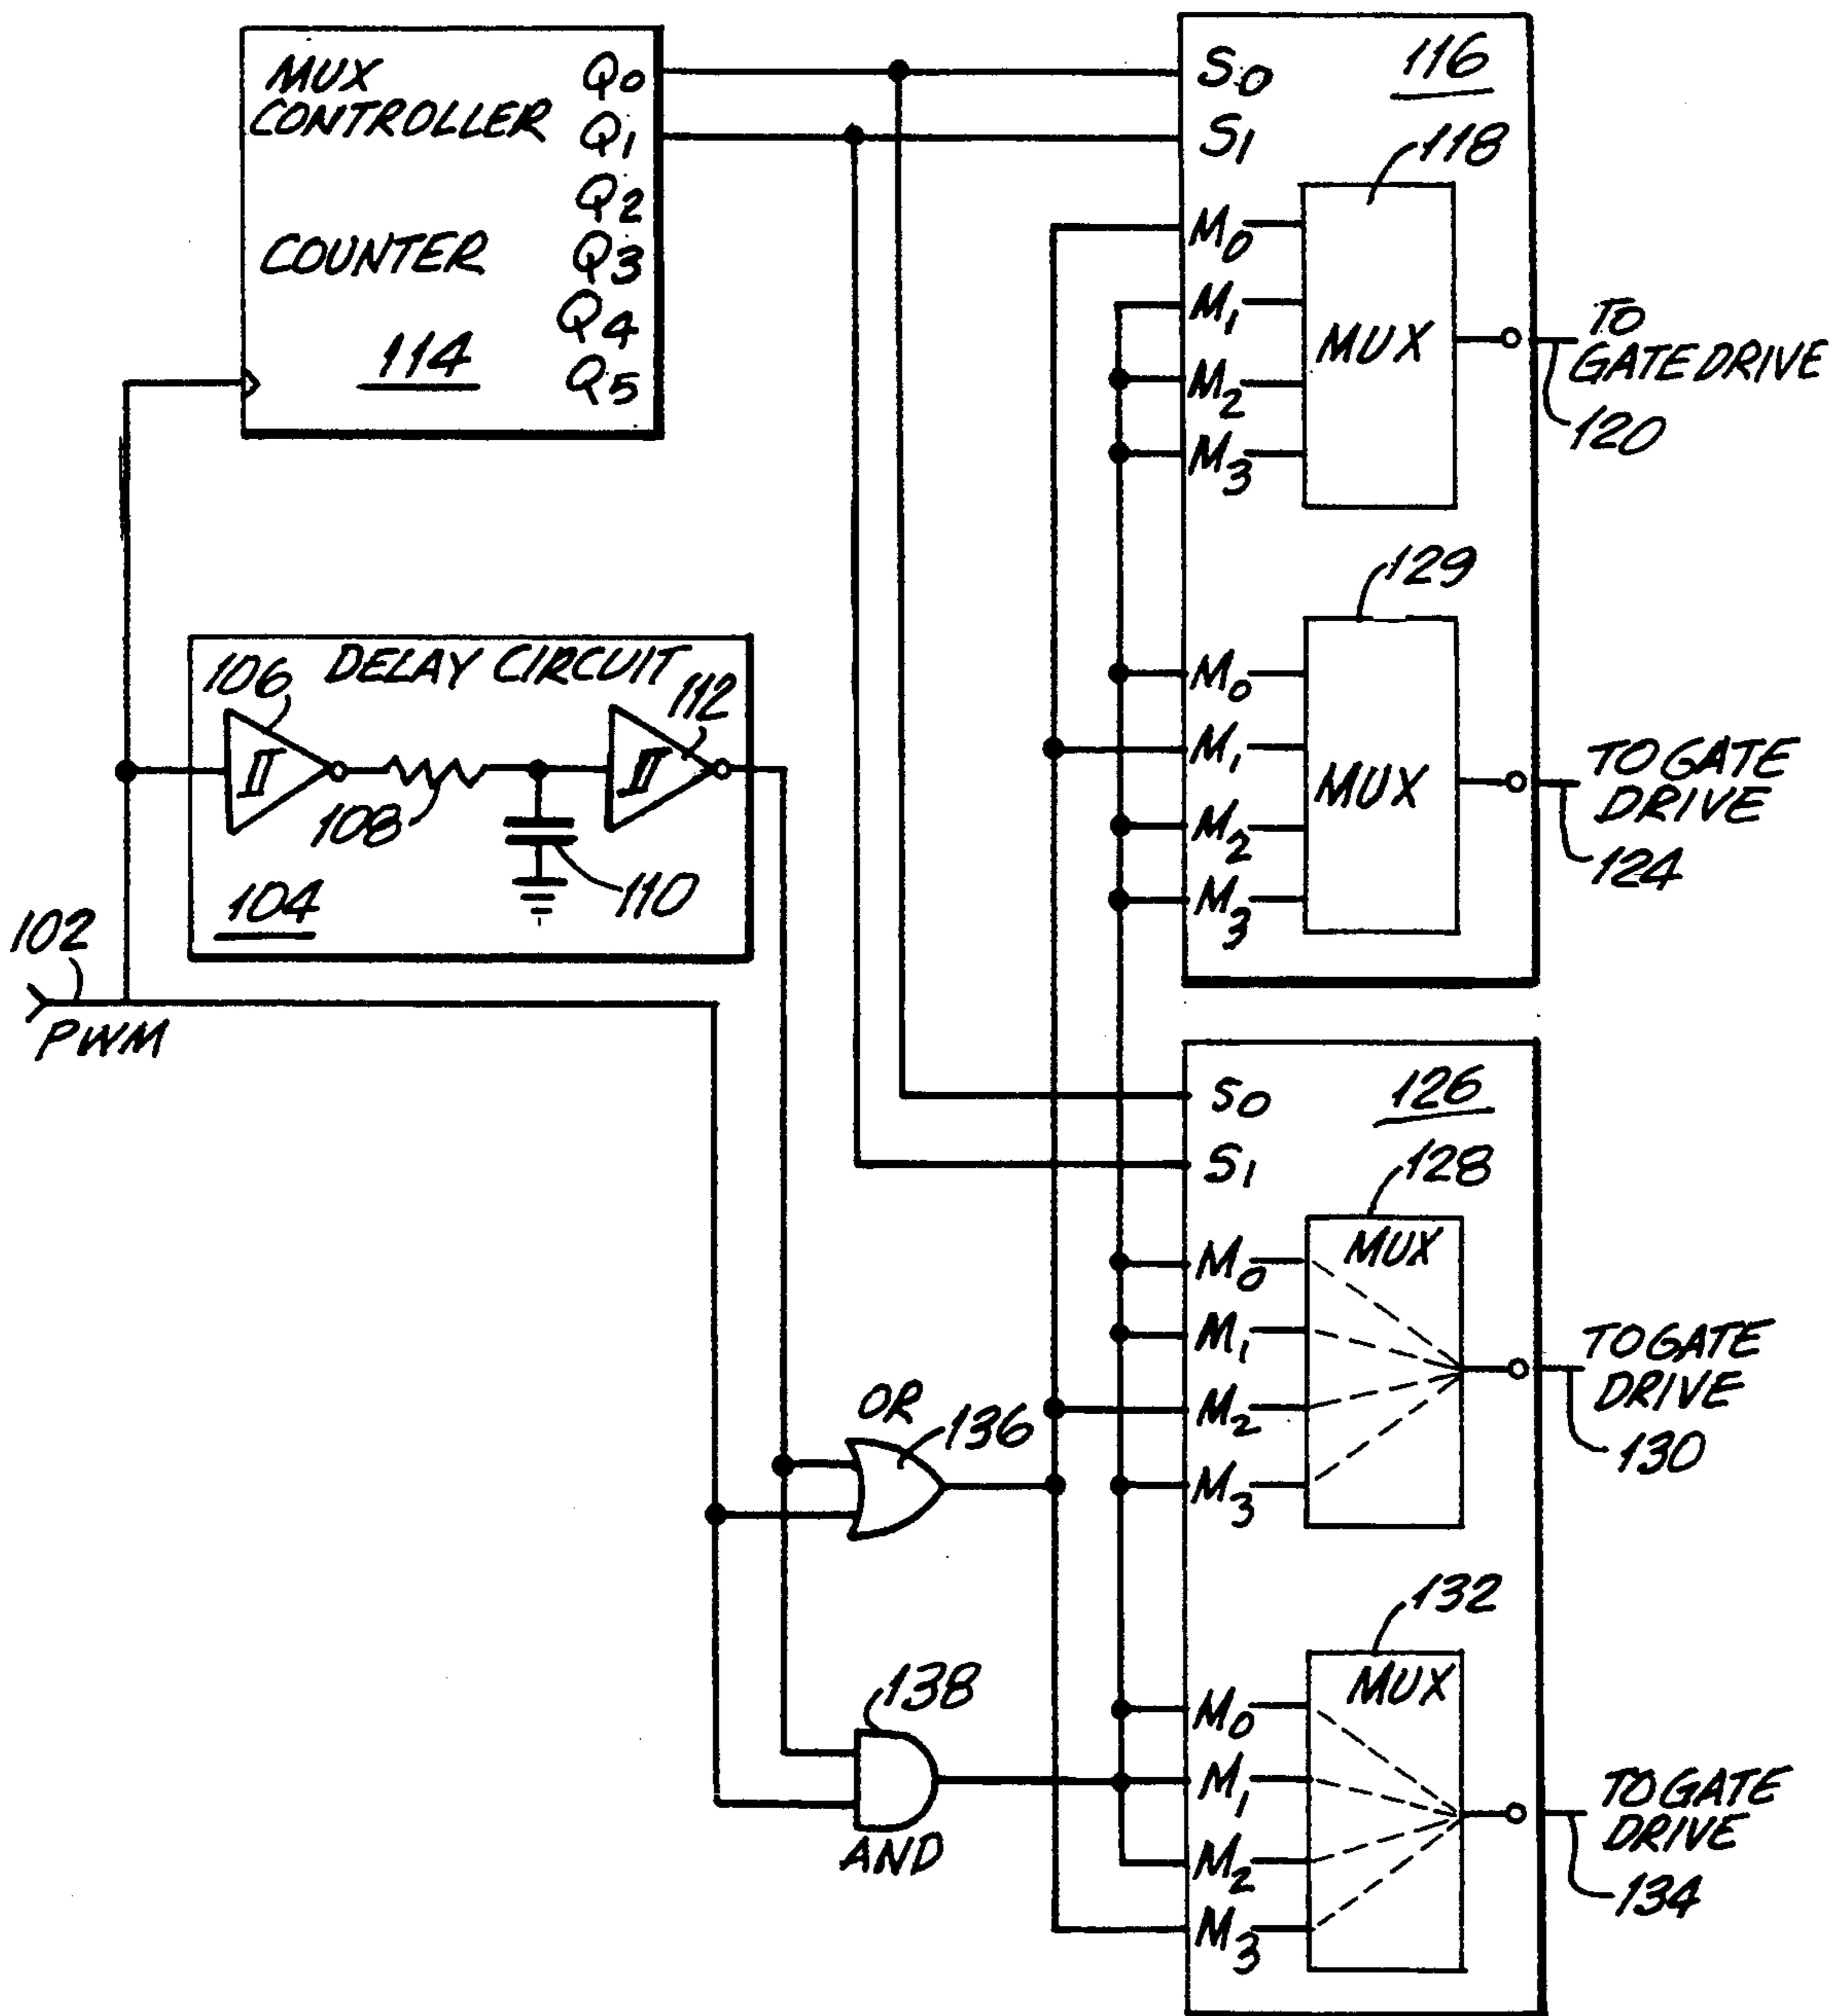 MUX
CONTROLLER
COUNTER
114
Q0
Q1
Q2
Q3
Q4
Q5
116
S0
S1
118
M0
M1
M2
M3
MUX
TO
GATE DRIVE
120
129
M0
M1
M2
M3
MUX
TO GATE
DRIVE
124
106
DELAY CIRCUIT
112
108
110
104
102
PWM
126
S0
S1
128
MUX
M0
M1
M2
M3
TO GATE
DRIVE
130
OR
136
138
AND
132
MUX
M0
M1
M2
M3
TO GATE
DRIVE
134